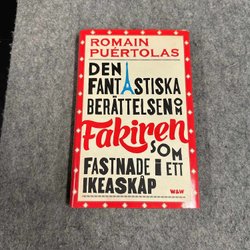 ROMAIN
PUÉRTOLAS
DEN
FANTASTISKA
BERÄTTELSEN OM
Fakiren
SOM
FASTNADE I ETT
IKEASKÅP
W&W